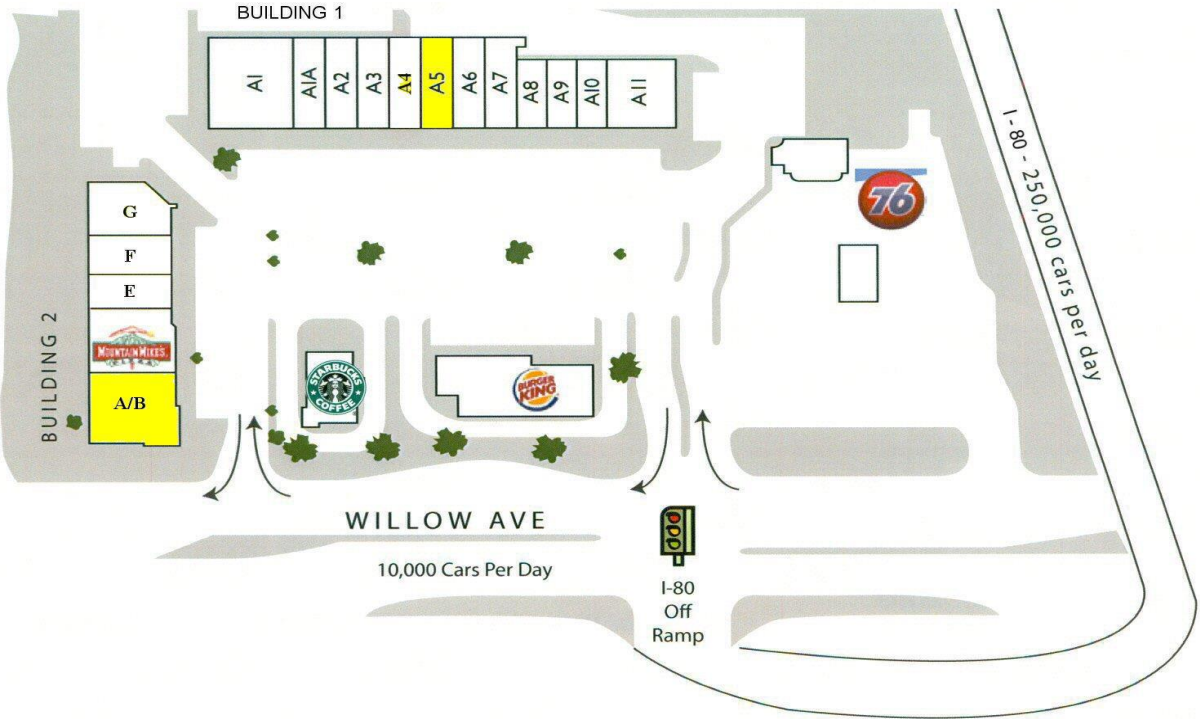 BUILDING 1
A1
A1A
A2
A3
A4
A5
A6
A7
A8
A9
A10
A11
I - 80 - 250,000 cars per day
76
G
F
E
MOUNTAIN MIKE'S
PIZZA
A/B
BUILDING 2
STARBUCKS
COFFEE
BURGER
KING
WILLOW AVE
10,000 Cars Per Day
I-80
Off
Ramp